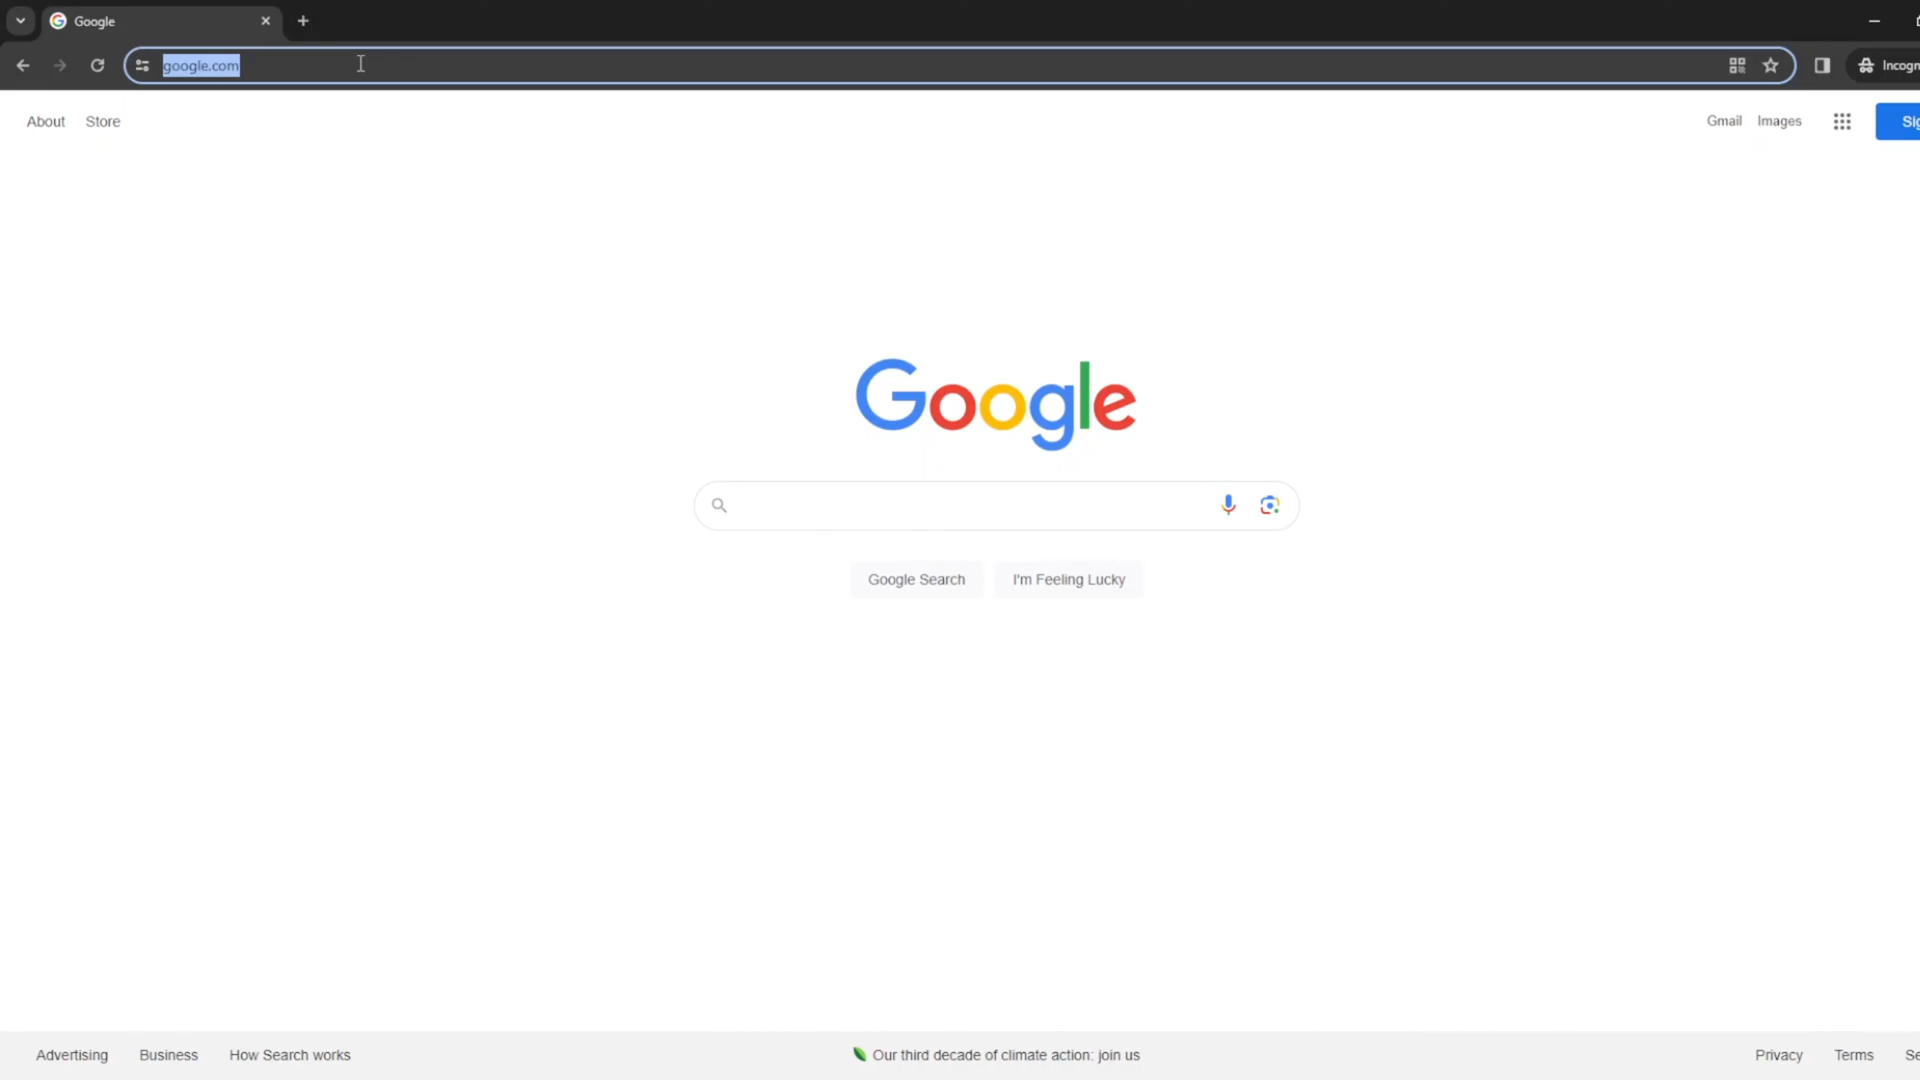 Google
google.com
Incogn
About Store
Gmail Images
Sig
Google
Google Search I'm Feeling Lucky
Advertising Business How Search works
Our third decade of climate action: join us
Privacy Terms Se